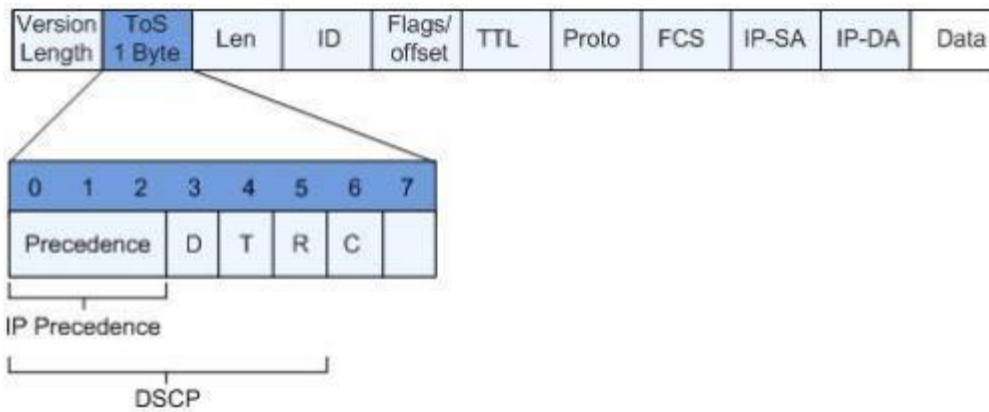 Version Length ToS 1 Byte Len ID Flags/ offset TTL Proto FCS IP-SA IP-DA Data
0 1 2 3 4 5 6 7
Precedence D T R C
IP Precedence
DSCP